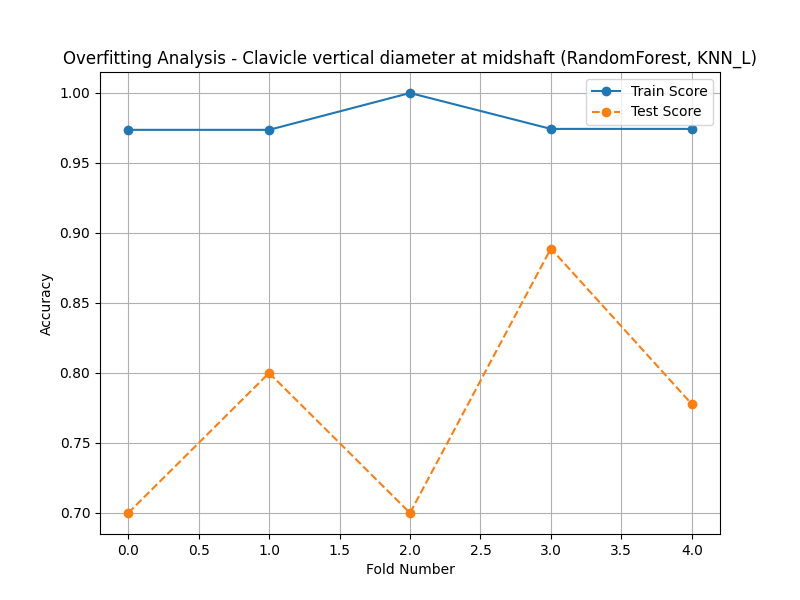 Overfitting Analysis - Clavicle vertical diameter at midshaft (RandomForest, KNN_L)
Train Score
Test Score
1.00
0.95
0.90
0.85
0.80
0.75
0.70
Accuracy
0.0 0.5 1.0 1.5 2.0 2.5 3.0 3.5 4.0
Fold Number